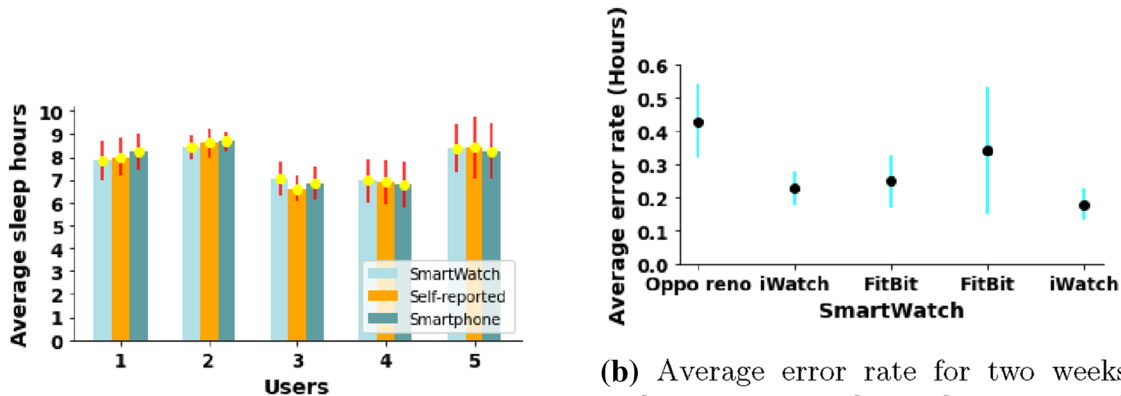 Average sleep hours
10
9
8
7
6
5
4
3
2
1
0
SmartWatch
Self-reported
Smartphone
1 2 3 4 5
Users
Average error rate (Hours)
0.6
0.5
0.4
0.3
0.2
0.1
0.0
Oppo reno iWatch FitBit FitBit iWatch
SmartWatch
(b) Average error rate for two weeks